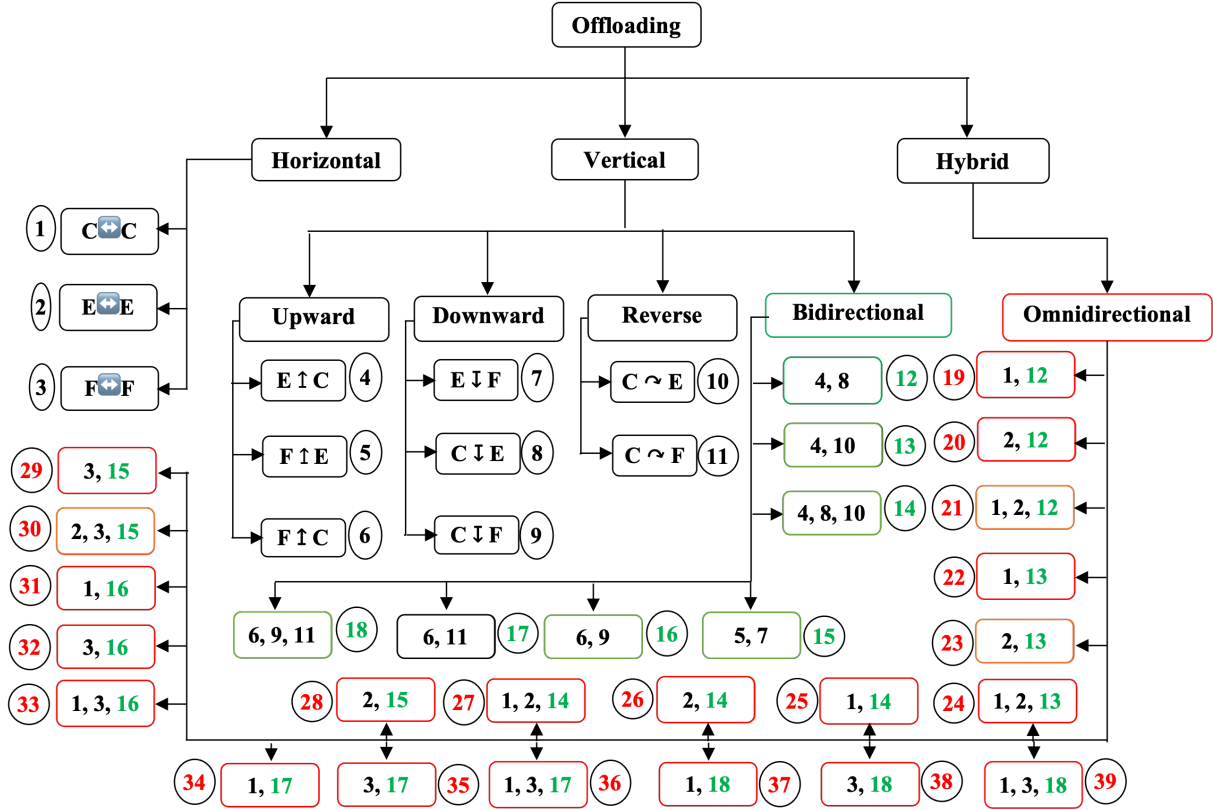 Offloading
Horizontal
Vertical
Hybrid
1 C↔C
2 E↔E
3 F↔F
Upward
Downward
Reverse
Bidirectional
Omnidirectional
E↥C 4
F↥E 5
F↥C 6
E↧F 7
C↧E 8
C↧F 9
C↷E 10
C↷F 11
4, 8 12
4, 10 13
4, 8, 10 14
19 1, 12
20 2, 12
21 1, 2, 12
22 1, 13
23 2, 13
29 3, 15
30 2, 3, 15
31 1, 16
32 3, 16
33 1, 3, 16
6, 9, 11 18
6, 11 17
6, 9 16
5, 7 15
28 2, 15
27 1, 2, 14
26 2, 14
25 1, 14
24 1, 2, 13
34 1, 17
3, 17 35
1, 3, 17 36
1, 18 37
3, 18 38
1, 3, 18 39